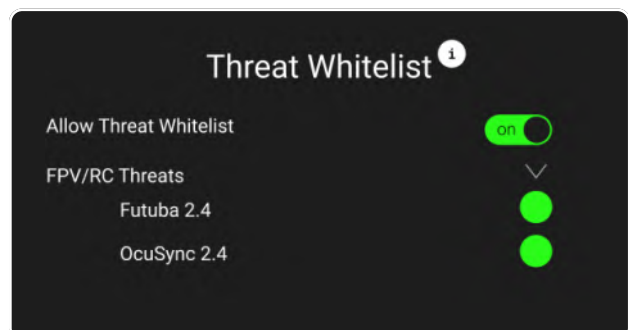 Threat Whitelist i
Allow Threat Whitelist
on
FPV/RC Threats
Futuba 2.4
OcuSync 2.4